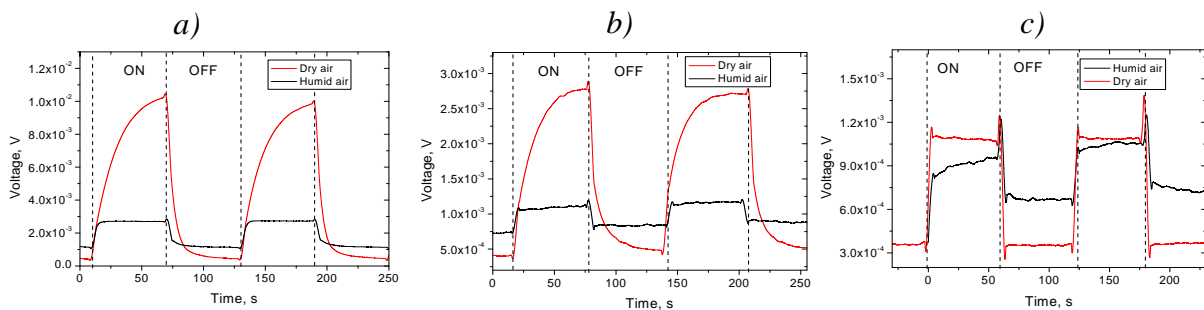 a)
b)
c)
1.2x10⁻²
1.0x10⁻²
8.0x10⁻³
6.0x10⁻³
4.0x10⁻³
2.0x10⁻³
0.0
Voltage, V
ON
OFF
Dry air
Humid air
0
50
100
150
200
250
Time, s
3.0x10⁻³
2.5x10⁻³
2.0x10⁻³
1.5x10⁻³
1.0x10⁻³
5.0x10⁻⁴
Voltage, V
ON
OFF
Dry air
Humid air
0
50
100
150
200
250
Time, s
1.5x10⁻³
1.2x10⁻³
9.0x10⁻⁴
6.0x10⁻⁴
3.0x10⁻⁴
Voltage, V
ON
OFF
Humid air
Dry air
0
50
100
150
200
Time, s